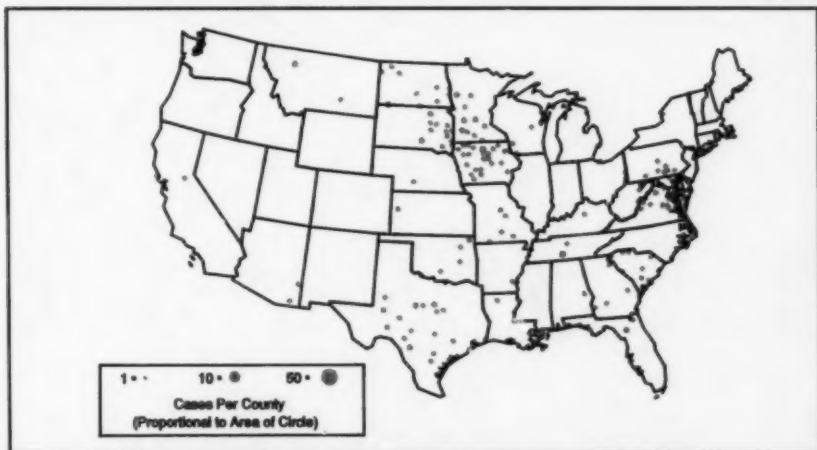 1 • 10 • 50 •
Cases Per County
(Proportional to Area of Circle)